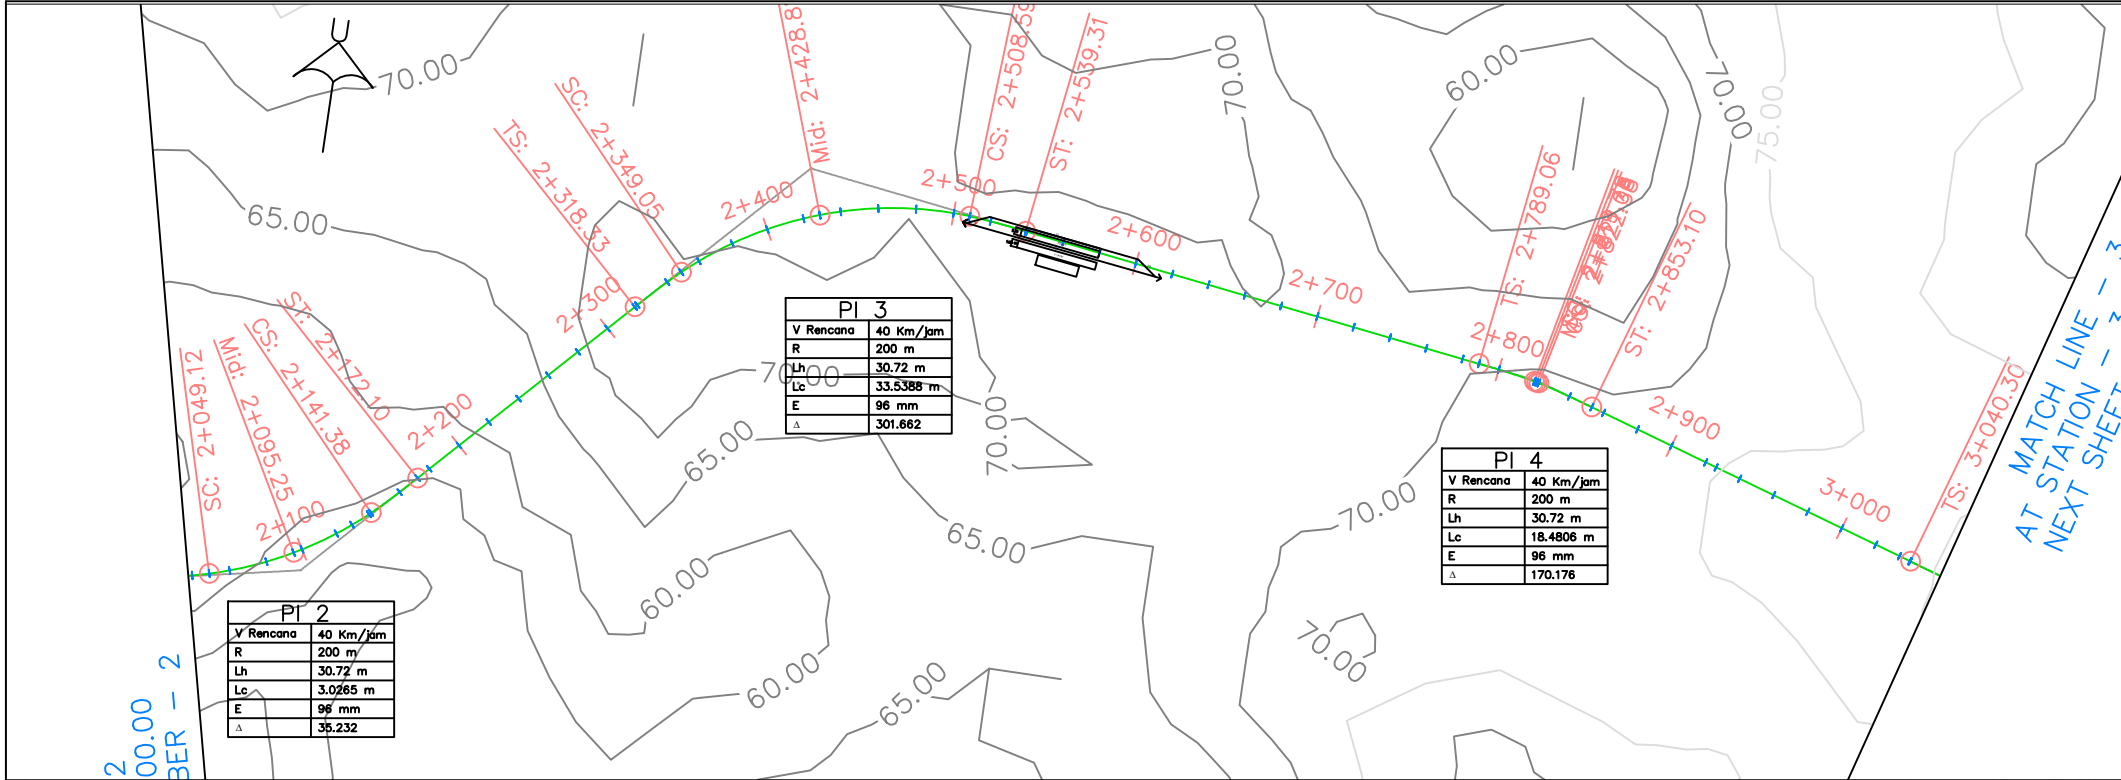 U
70.00
65.00
SC: 2+049.12
Mid: 2+095.25
CS: 2+141.38
ST: 2+172.10
2+100
2+200
TS: 2+318.33
SC: 2+349.05
2+300
2+400
Mid: 2+428.8
2+500
CS: 2+508.59
ST: 2+539.31
2+600
70.00
60.00
70.00
75.00
2+700
TS: 2+789.06
2+800
ST: 2+853.10
2+900
3+000
TS: 3+040.30
AT MATCH LINE - 3
STATION - 3
NEXT SHEET
PI 3
V Rencana 40 Km/jam
R 200 m
Lh 30.72 m
Lc 33.5388 m
E 96 mm
Δ 301.662
70.00
65.00
70.00
65.00
60.00
60.00
65.00
70.00
70.00
PI 4
V Rencana 40 Km/jam
R 200 m
Lh 30.72 m
Lc 18.4806 m
E 96 mm
Δ 170.176
PI 2
V Rencana 40 Km/jam
R 200 m
Lh 30.72 m
Lc 3.0265 m
E 96 mm
Δ 35.232
2
00.00
BER - 2